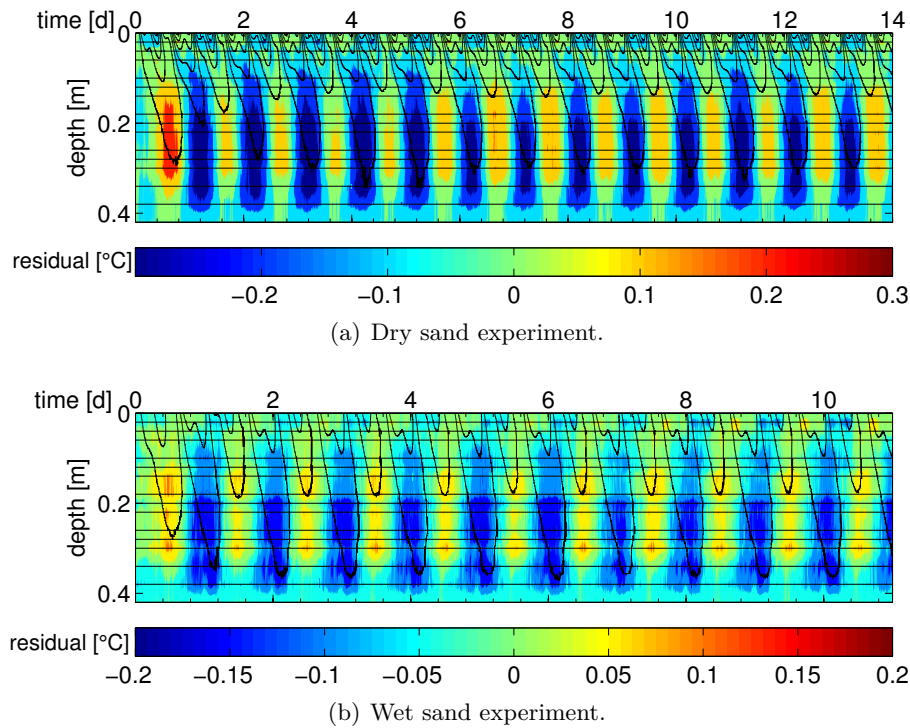 time [d] 0 2 4 6 8 10 12 14
0
0.2
0.4
depth [m]
residual [°C]
−0.2 −0.1 0 0.1 0.2 0.3
(a) Dry sand experiment.
time [d] 0 2 4 6 8 10
0
0.2
0.4
depth [m]
residual [°C]
−0.2 −0.15 −0.1 −0.05 0 0.05 0.1 0.15 0.2
(b) Wet sand experiment.